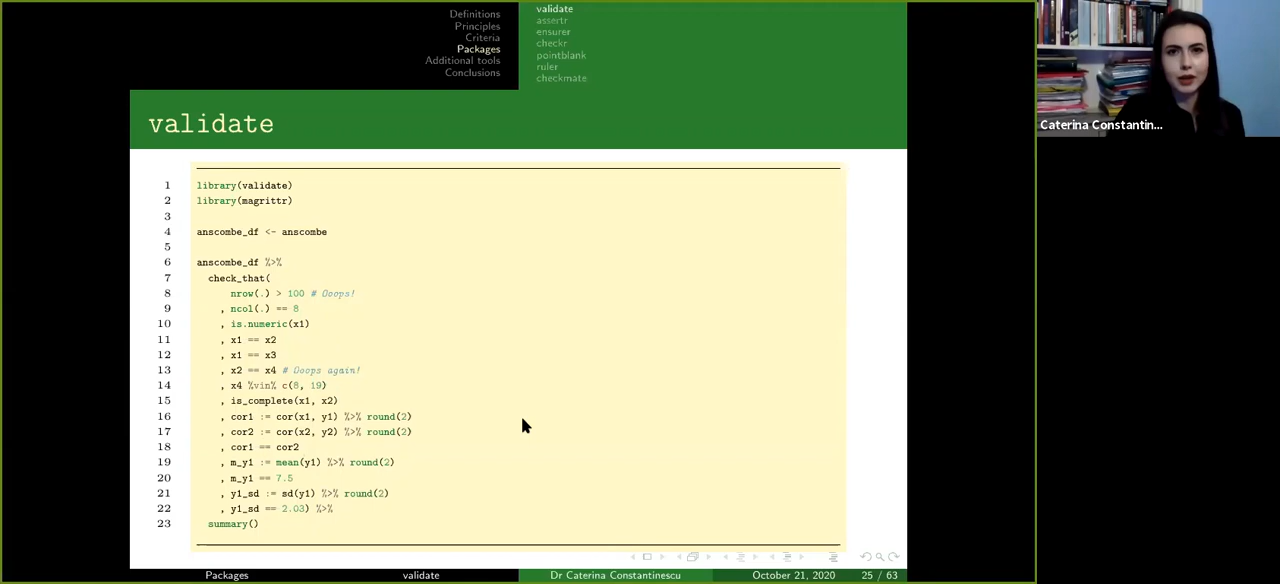 Definitions
Principles
Criteria
Packages
Additional tools
Conclusions
validate
assertr
ensurer
checkr
pointblank
ruler
checkmate
Caterina Constantin...
validate
1 library(validate)
2 library(magrittr)
3
4 anscombe_df <- anscombe
5
6 anscombe_df %>%
7 check_that(
8 nrow(.) > 100 # Ooops!
9 , ncol(.) == 8
10 , is.numeric(x1)
11 , x1 == x2
12 , x1 == x3
13 , x2 == x4 # Ooops again!
14 , x4 %vin% c(8, 19)
15 , is_complete(x1, x2)
16 , cor1 := cor(x1, y1) %>% round(2)
17 , cor2 := cor(x2, y2) %>% round(2)
18 , cor1 == cor2
19 , m_y1 := mean(y1) %>% round(2)
20 , m_y1 == 7.5
21 , y1_sd := sd(y1) %>% round(2)
22 , y1_sd == 2.03) %>%
23 summary()
Packages validate Dr Caterina Constantinescu October 21, 2020 25 / 63